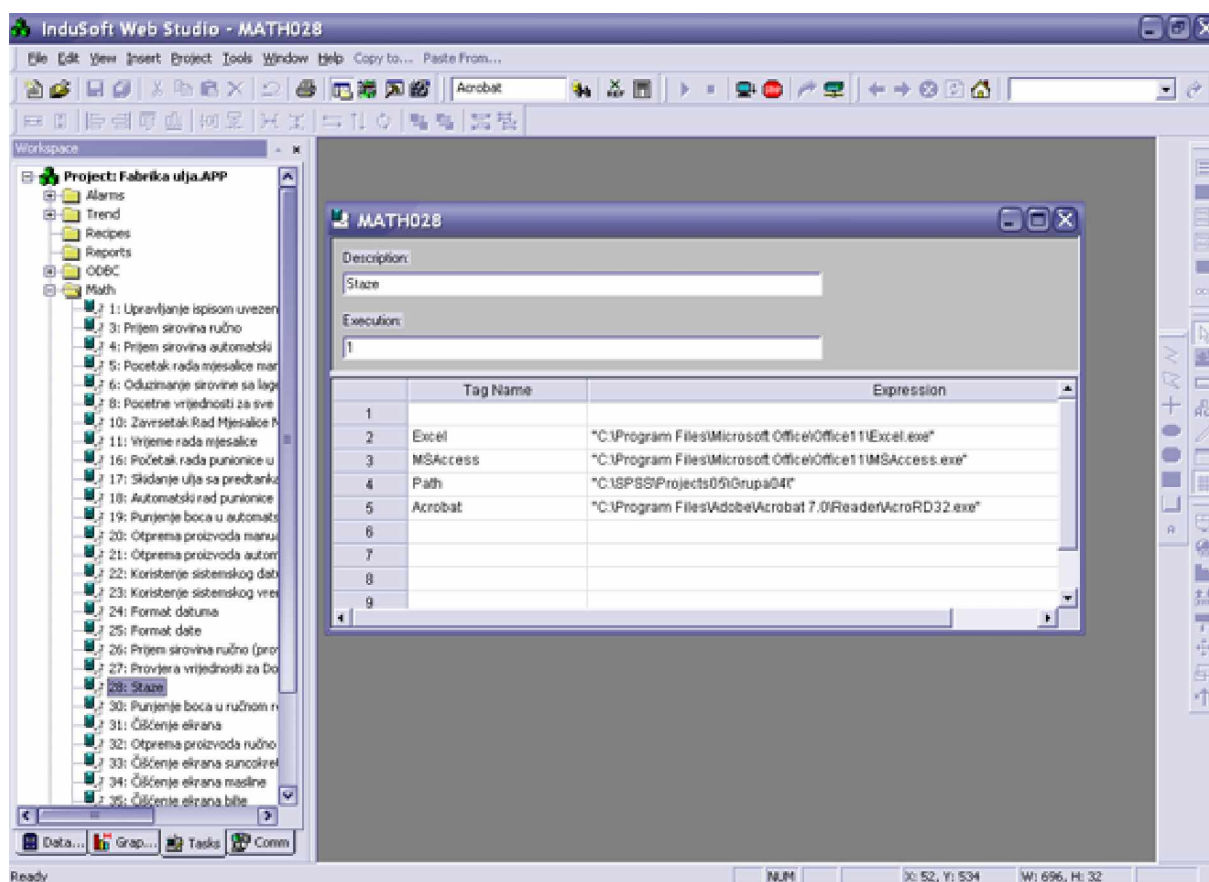 InduSoft Web Studio - MATH028
File Edit View Insert Project Tools Window Help Copy to... Paste From...
Acrobat
Workspace
Project: Fabrika ulja.APP
Alarms
Trend
Recipes
Reports
ODBC
Math
1: Upravljanje ispisom uvezen
3: Prijem sirovina ručno
4: Prijem sirovina automatski
5: Pocetak rada mjesalice mar
6: Oduzimanje sirovine sa lage
8: Pocetne vrijednosti za sve
10: Zavrsetak Rad Mjesalice M
11: Vrijeme rada mjesalice
16: Početak rada punionice u
17: Skidanje ulja sa predtanka
18: Automatski rad punionice
19: Punjenje boca u automats
20: Otprema proizvoda manua
21: Otprema proizvoda autom
22: Koristenje sistemskog datu
23: Koristenje sistemskog vrei
24: Format datuma
25: Format date
26: Prijem sirovina ručno (prov
27: Provjera vrijednosti za Do
28: Staze
30: Punjenje boca u ručnom r
31: Čišćenje ekrana
32: Otprema proizvoda ručno
33: Čišćenje ekrana suncokret
34: Čišćenje ekrana masline
35: Čišćenje ekrana bilte
Data... Grap... Tasks Comm
MATH028
Description:
Staze
Execution:
1
Tag Name Expression
1
2 Excel "C:\Program Files\Microsoft Office\Office11\Excel.exe"
3 MSAccess "C:\Program Files\Microsoft Office\Office11\MSAccess.exe"
4 Path "C:\SPSS\Projects05\Grupa04\"
5 Acrobat "C:\Program Files\Adobe\Acrobat 7.0\Reader\AcroRD32.exe"
6
7
8
9
Ready NUM X: 52, Y: 534 W: 696, H: 32